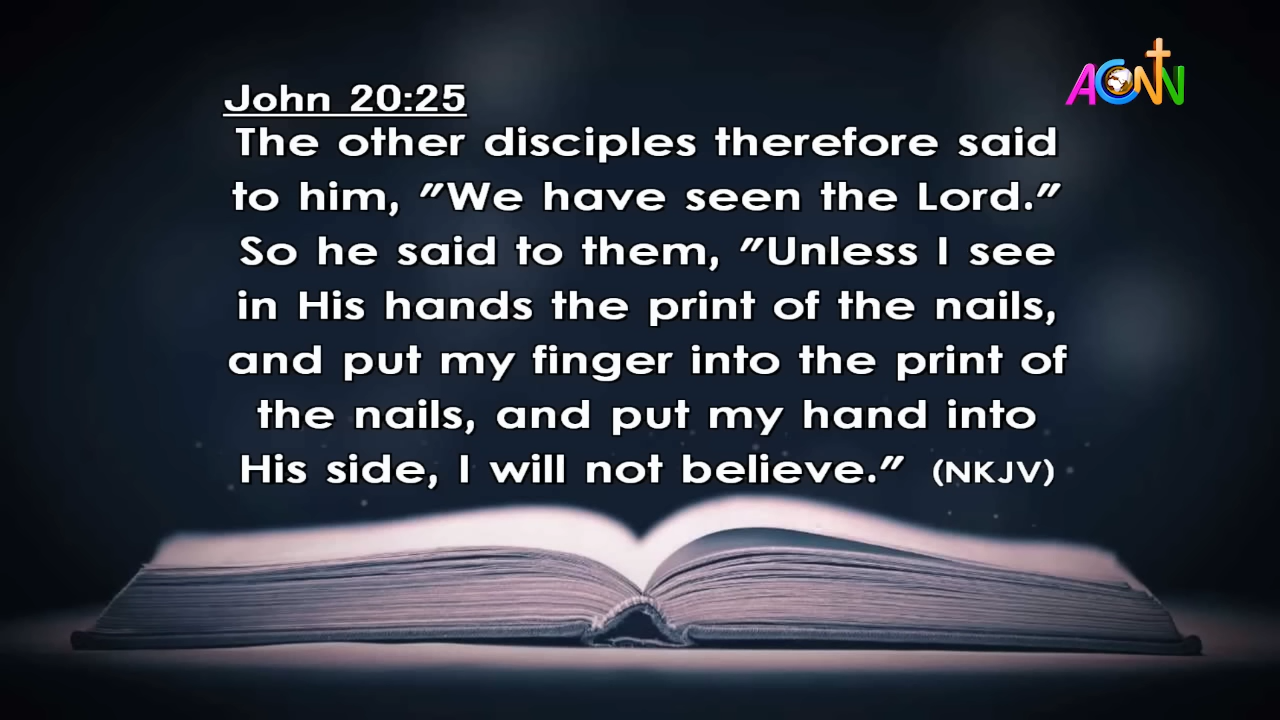 ACNN
John 20:25
The other disciples therefore said
to him, "We have seen the Lord."
So he said to them, "Unless I see
in His hands the print of the nails,
and put my finger into the print of
the nails, and put my hand into
His side, I will not believe." (NKJV)